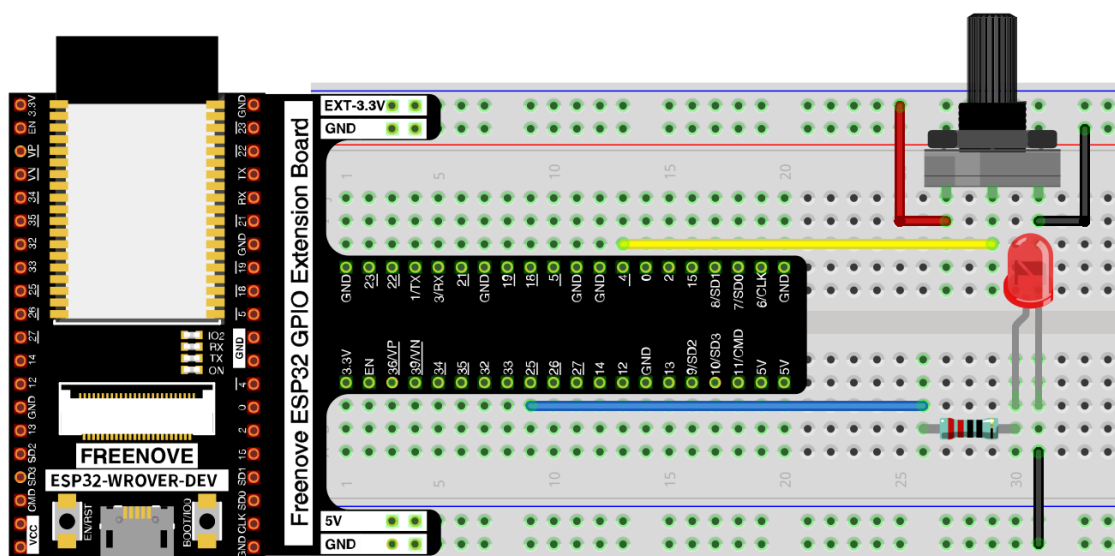 3.3V
EN
VP
VN
34
35
32
33
25
26
27
14
12
GND
13
SD2
SD3
CMD
VCC
GND
23
22
TX
RX
21
GND
19
18
5
GND
4
0
2
15
SD1
SD0
CLK
GND
IO2
RX
TX
ON
FREENOVE
ESP32-WROVER-DEV
EN/RST
BOOT/IO0
Freenove ESP32 GPIO Extension Board
EXT-3.3V
GND
1 5 10 15 20
GND 23 22 1/TX 3/RX 21 GND 19 18 5 GND GND 4 0 2 15 8/SD1 7/SD0 6/CLK GND
3.3V EN 36/VP 39/VN 34 35 32 33 25 26 27 14 12 GND 13 9/SD2 10/SD3 11/CMD 5V 5V
1 5 10 15 20 25 30
5V
GND